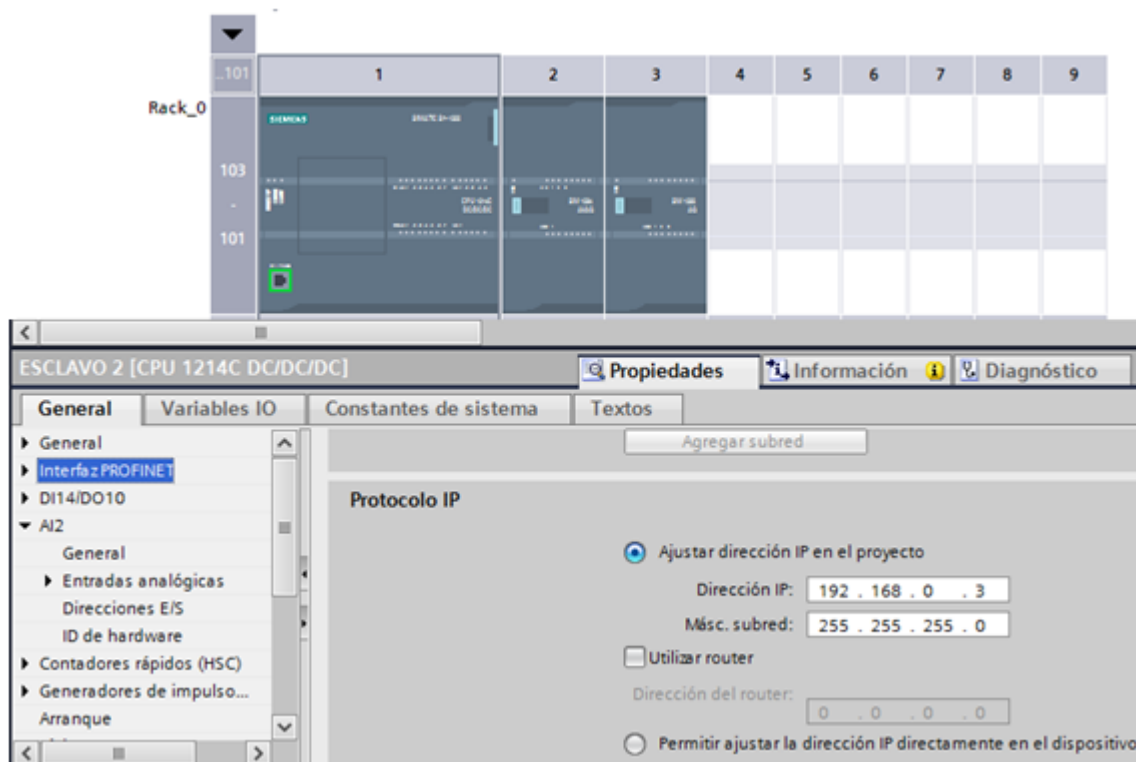 ..101
1 2 3 4 5 6 7 8 9
Rack_0
SIEMENS
103
-
101
ESCLAVO 2 [CPU 1214C DC/DC/DC]
Propiedades
Información
Diagnóstico
General
Variables IO
Constantes de sistema
Textos
General
Interfaz PROFINET
DI14/DO10
AI2
General
Entradas analógicas
Direcciones E/S
ID de hardware
Contadores rápidos (HSC)
Generadores de impulso...
Arranque
Agregar subred
Protocolo IP
Ajustar dirección IP en el proyecto
Dirección IP: 192 . 168 . 0 . 3
Másc. subred: 255 . 255 . 255 . 0
Utilizar router
Dirección del router: 0 . 0 . 0 . 0
Permitir ajustar la dirección IP directamente en el dispositivo